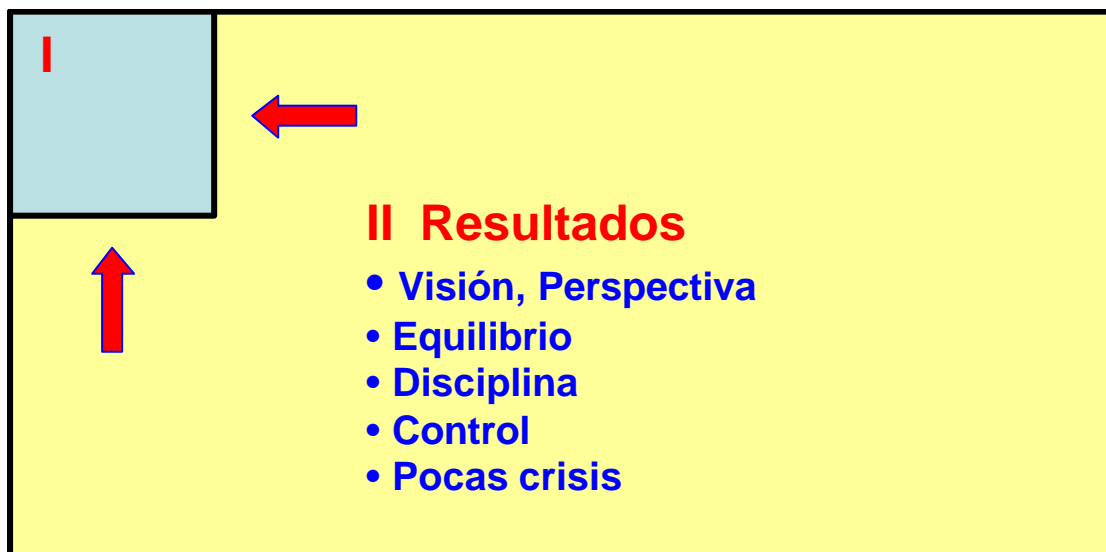 I
II Resultados
• Visión, Perspectiva
• Equilibrio
• Disciplina
• Control
• Pocas crisis